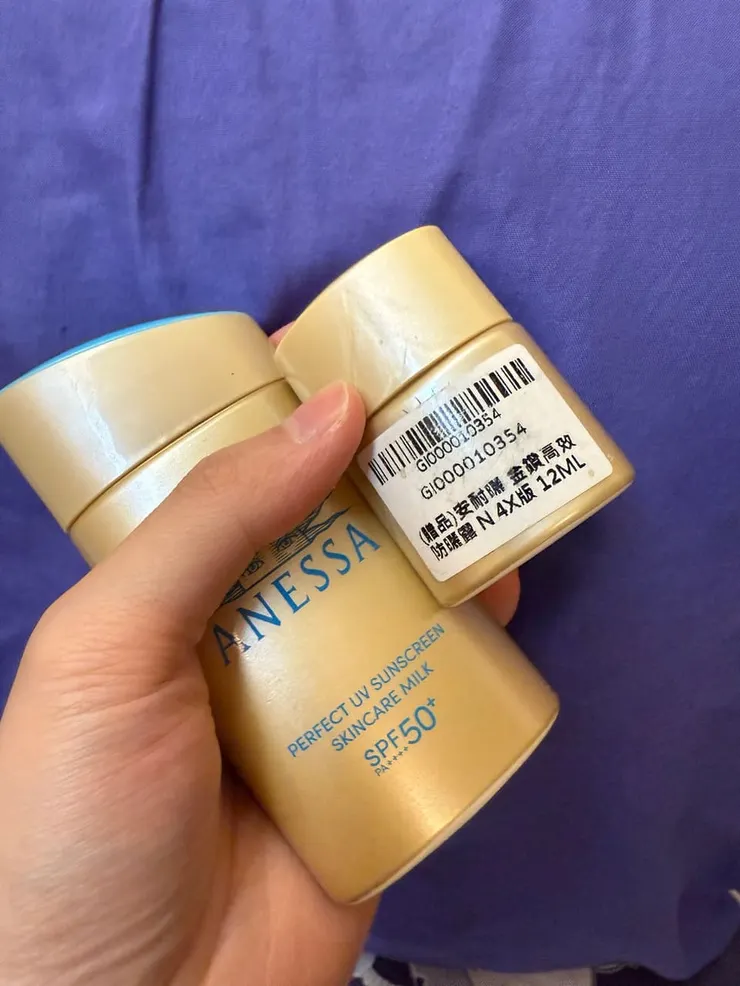 ANESSA
PERFECT UV SUNSCREEN
SKINCARE MILK
SPF50+
PA++++
GI000010354
GI000010354
(贈品)安耐曬 金鑽高效
防曬露 N 4X版 12ML